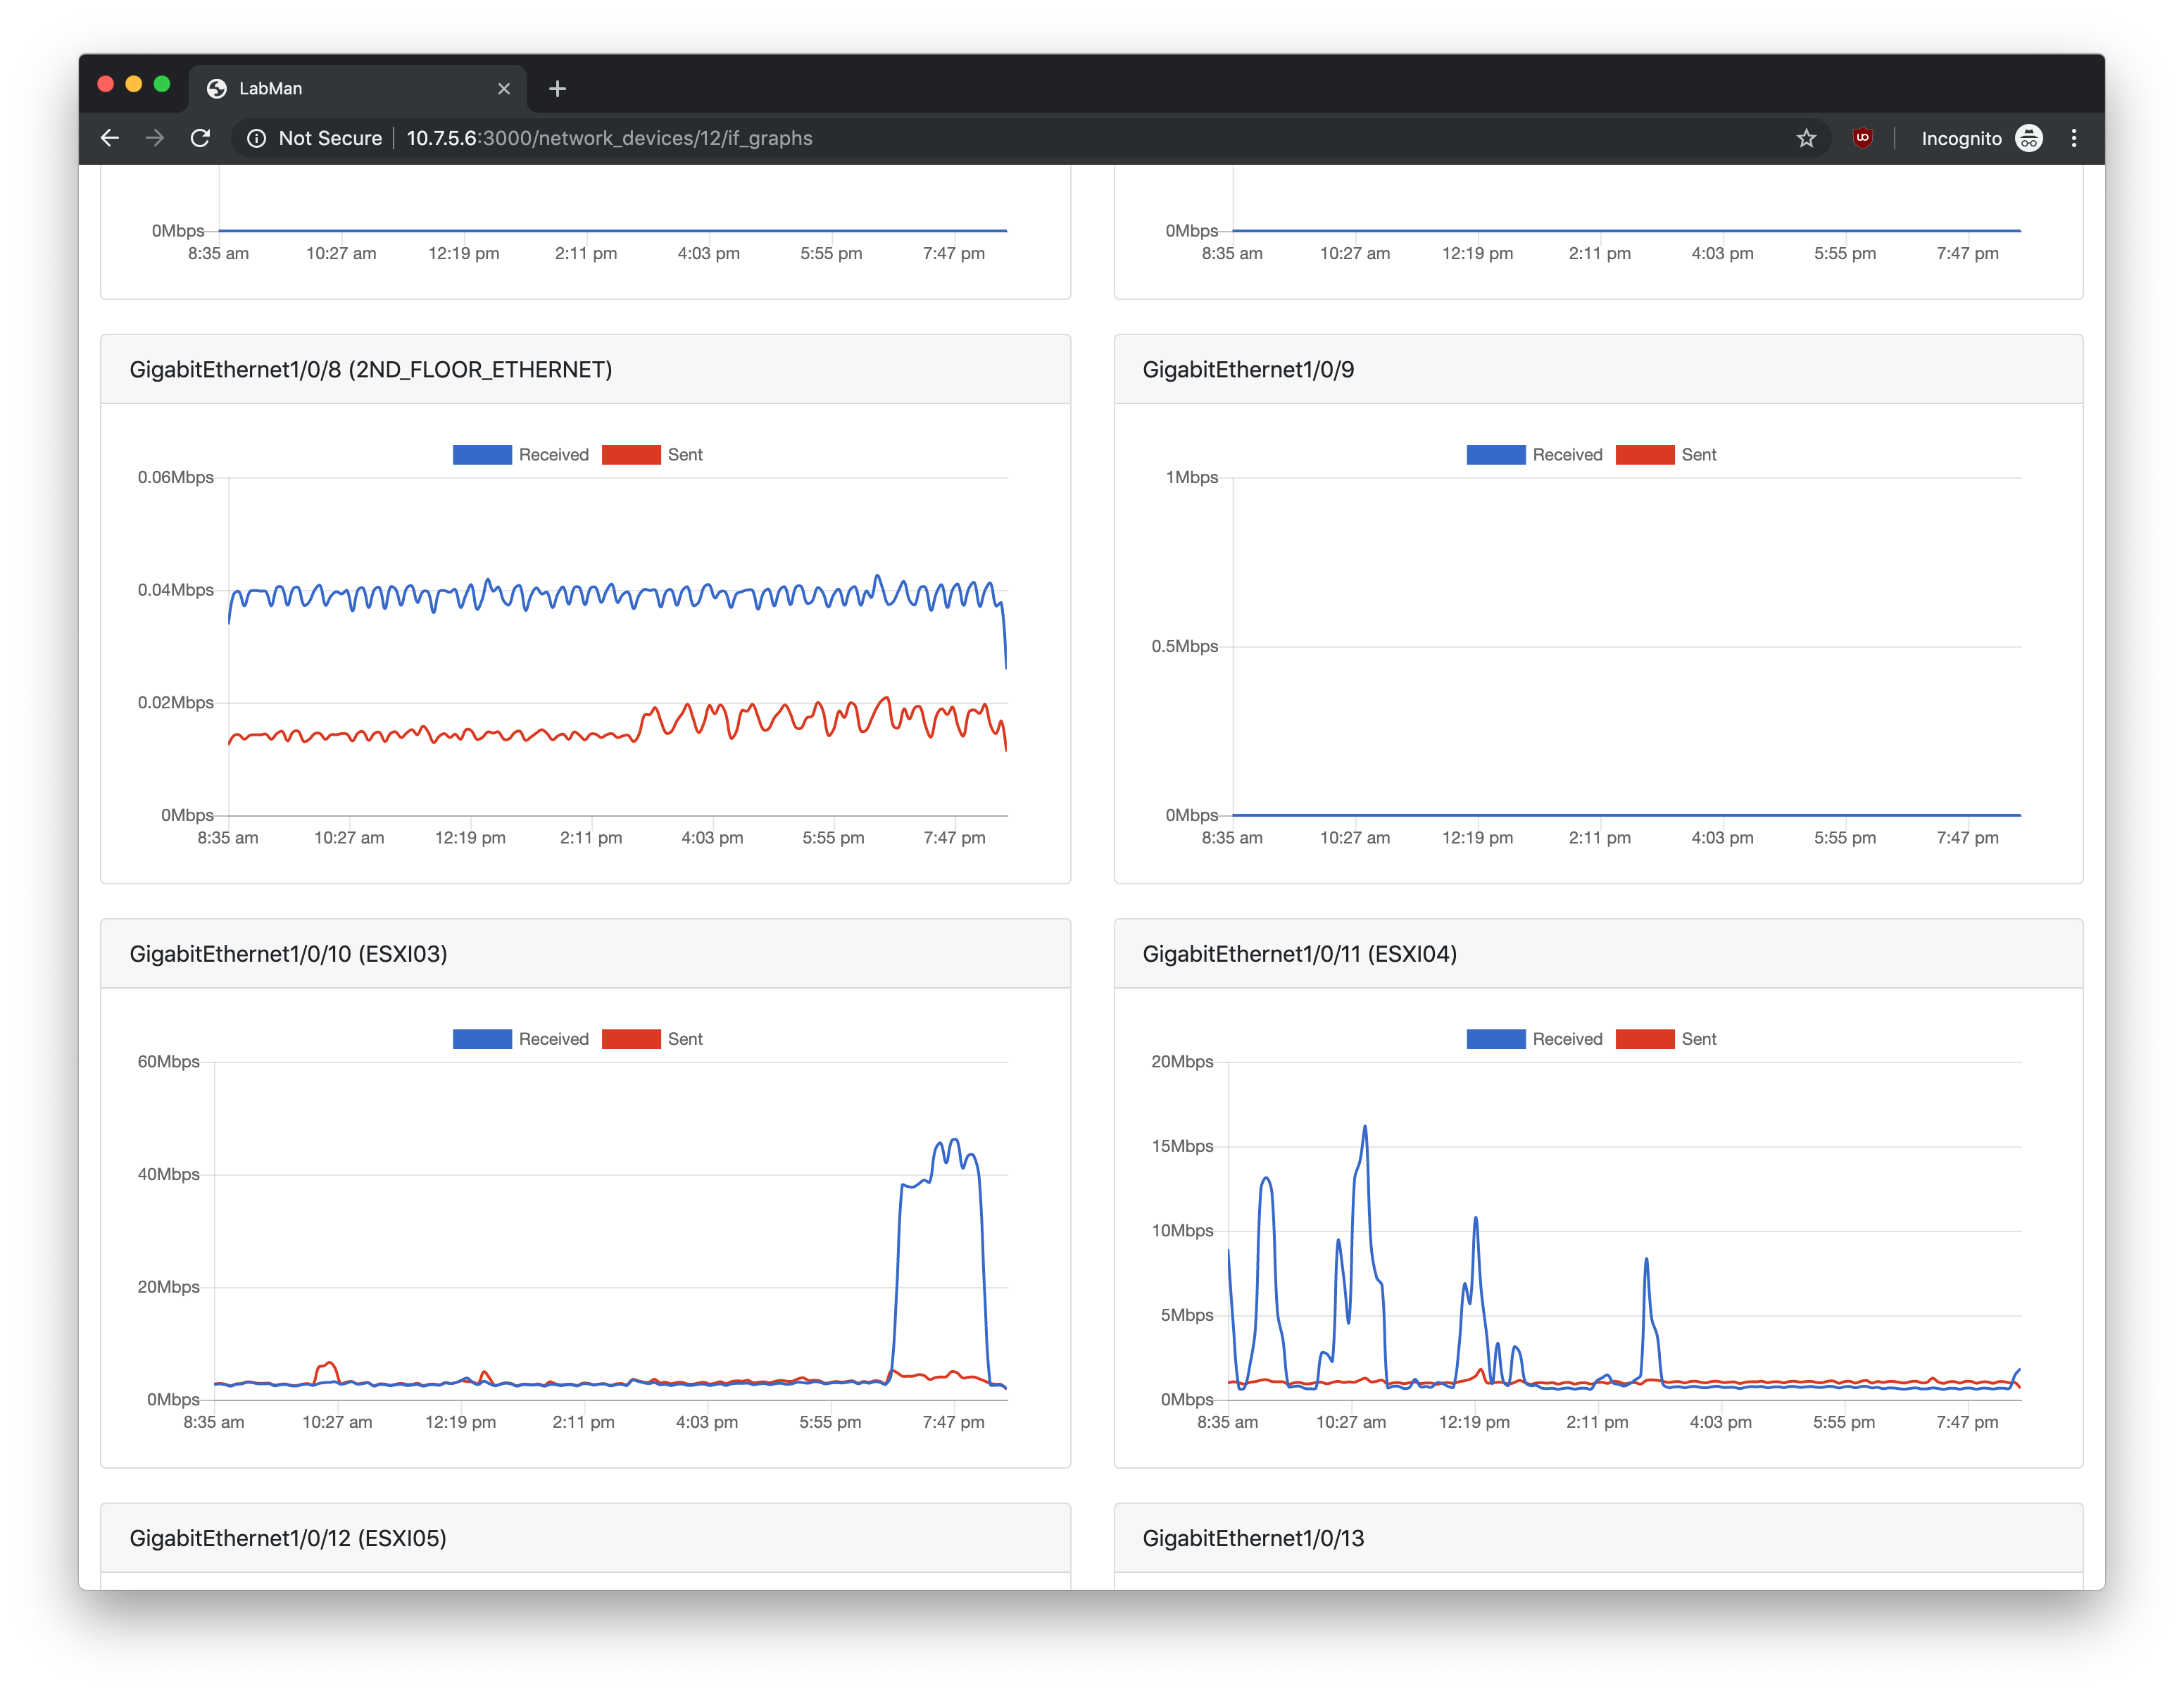 LabMan
Not Secure 10.7.5.6:3000/network_devices/12/if_graphs Incognito
0Mbps
8:35 am 10:27 am 12:19 pm 2:11 pm 4:03 pm 5:55 pm 7:47 pm
0Mbps
8:35 am 10:27 am 12:19 pm 2:11 pm 4:03 pm 5:55 pm 7:47 pm
GigabitEthernet1/0/8 (2ND_FLOOR_ETHERNET)
Received Sent
0.06Mbps
0.04Mbps
0.02Mbps
0Mbps
8:35 am 10:27 am 12:19 pm 2:11 pm 4:03 pm 5:55 pm 7:47 pm
GigabitEthernet1/0/9
Received Sent
1Mbps
0.5Mbps
0Mbps
8:35 am 10:27 am 12:19 pm 2:11 pm 4:03 pm 5:55 pm 7:47 pm
GigabitEthernet1/0/10 (ESXI03)
Received Sent
60Mbps
40Mbps
20Mbps
0Mbps
8:35 am 10:27 am 12:19 pm 2:11 pm 4:03 pm 5:55 pm 7:47 pm
GigabitEthernet1/0/11 (ESXI04)
Received Sent
20Mbps
15Mbps
10Mbps
5Mbps
0Mbps
8:35 am 10:27 am 12:19 pm 2:11 pm 4:03 pm 5:55 pm 7:47 pm
GigabitEthernet1/0/12 (ESXI05)
GigabitEthernet1/0/13